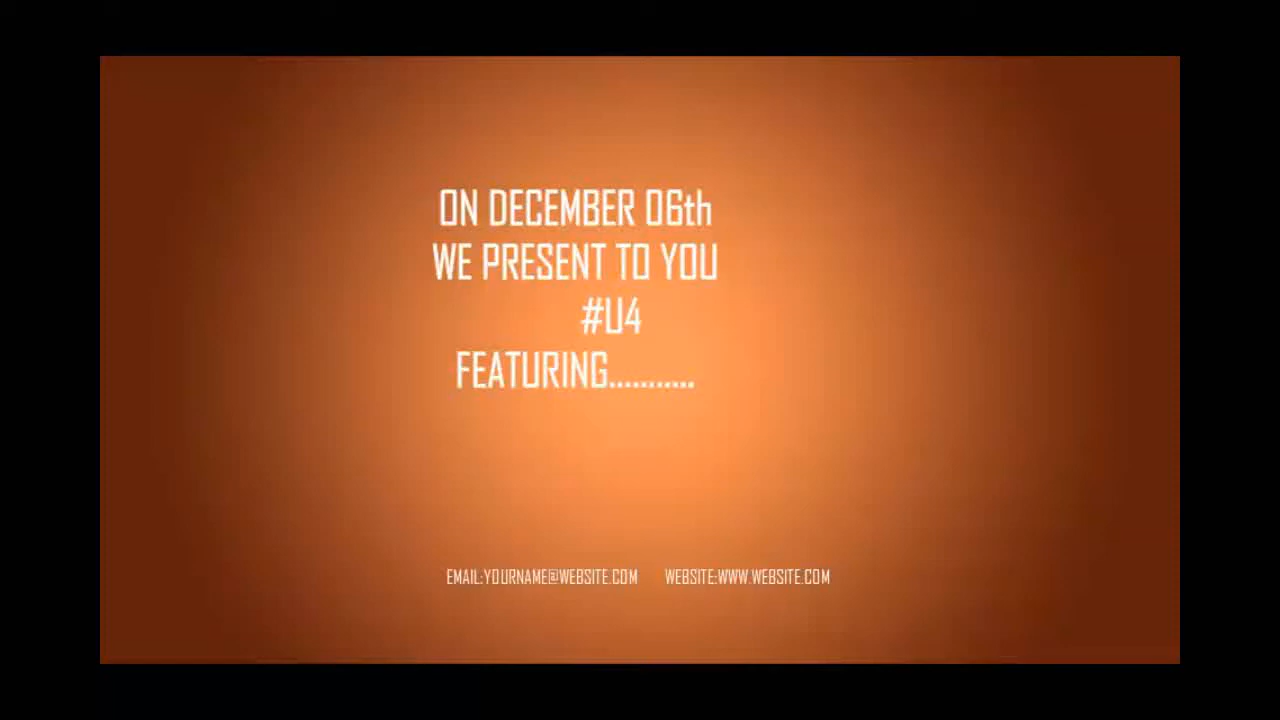 ON DECEMBER 06th
WE PRESENT TO YOU
#U4
FEATURING...........
EMAIL:YOURNAME@WEBSITE.COM WEBSITE:WWW.WEBSITE.COM